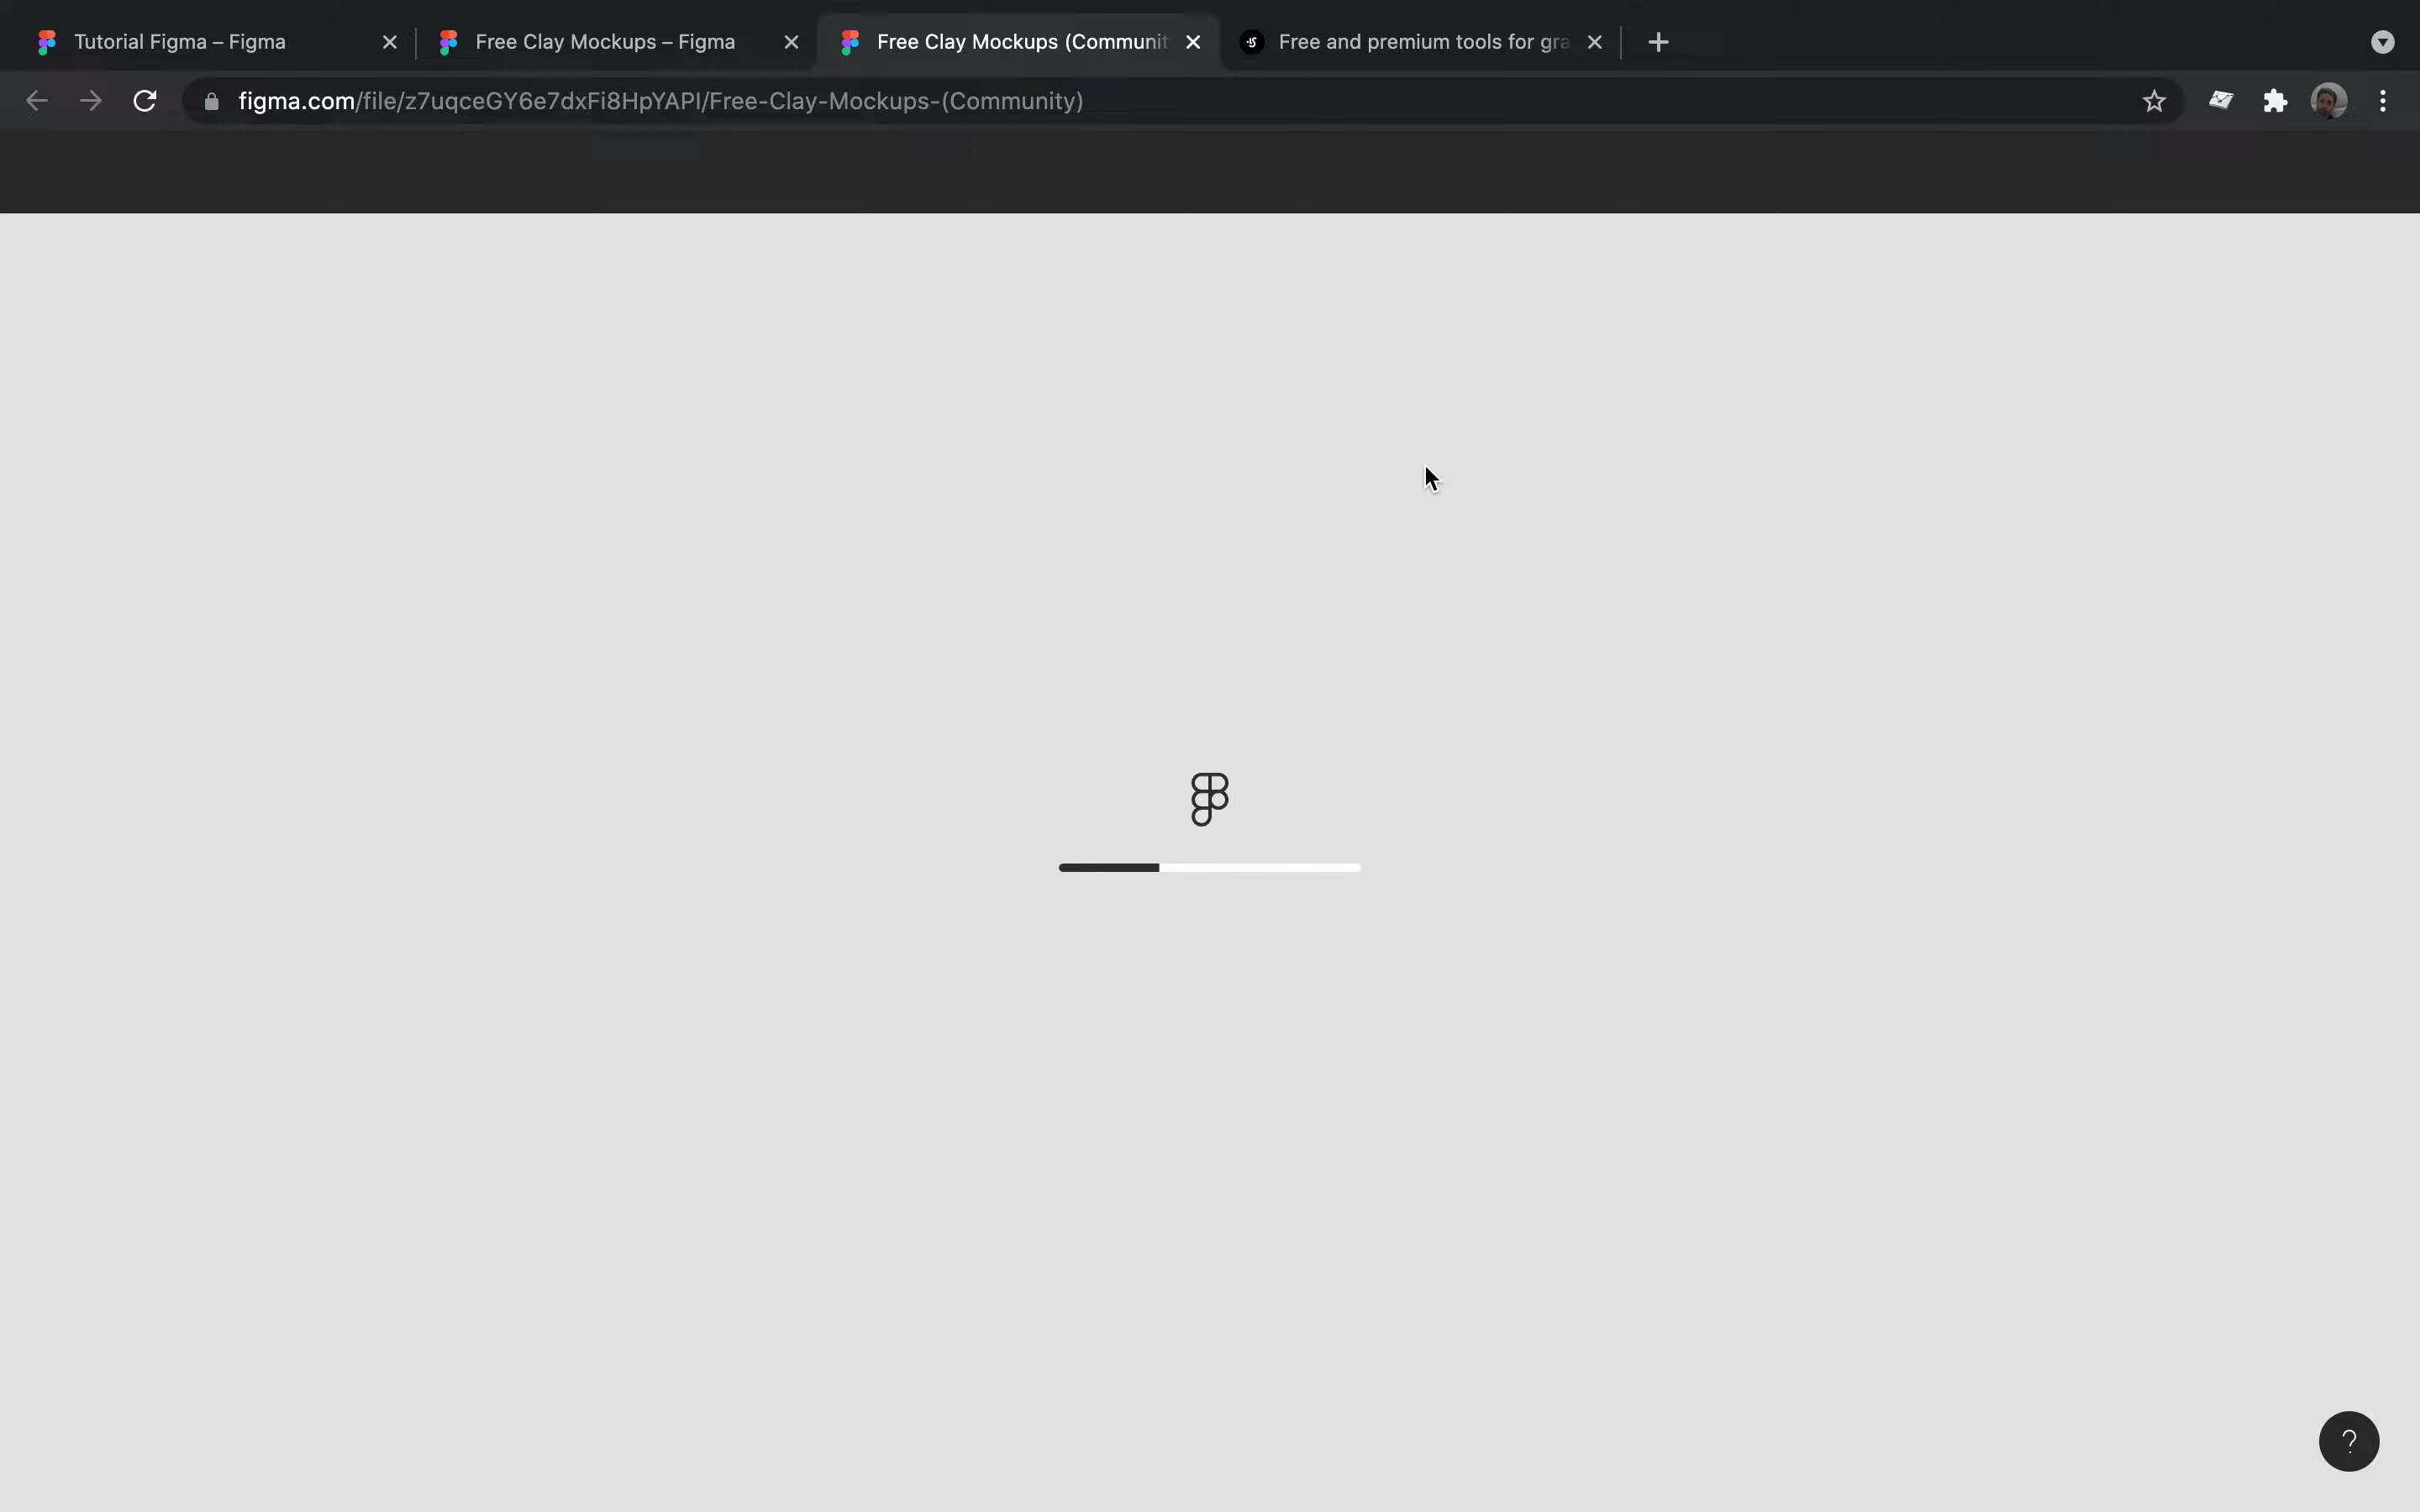 Tutorial Figma – Figma
Free Clay Mockups – Figma
Free Clay Mockups (Communit
Free and premium tools for gra
figma.com/file/z7uqceGY6e7dxFi8HpYAPI/Free-Clay-Mockups-(Community)
?